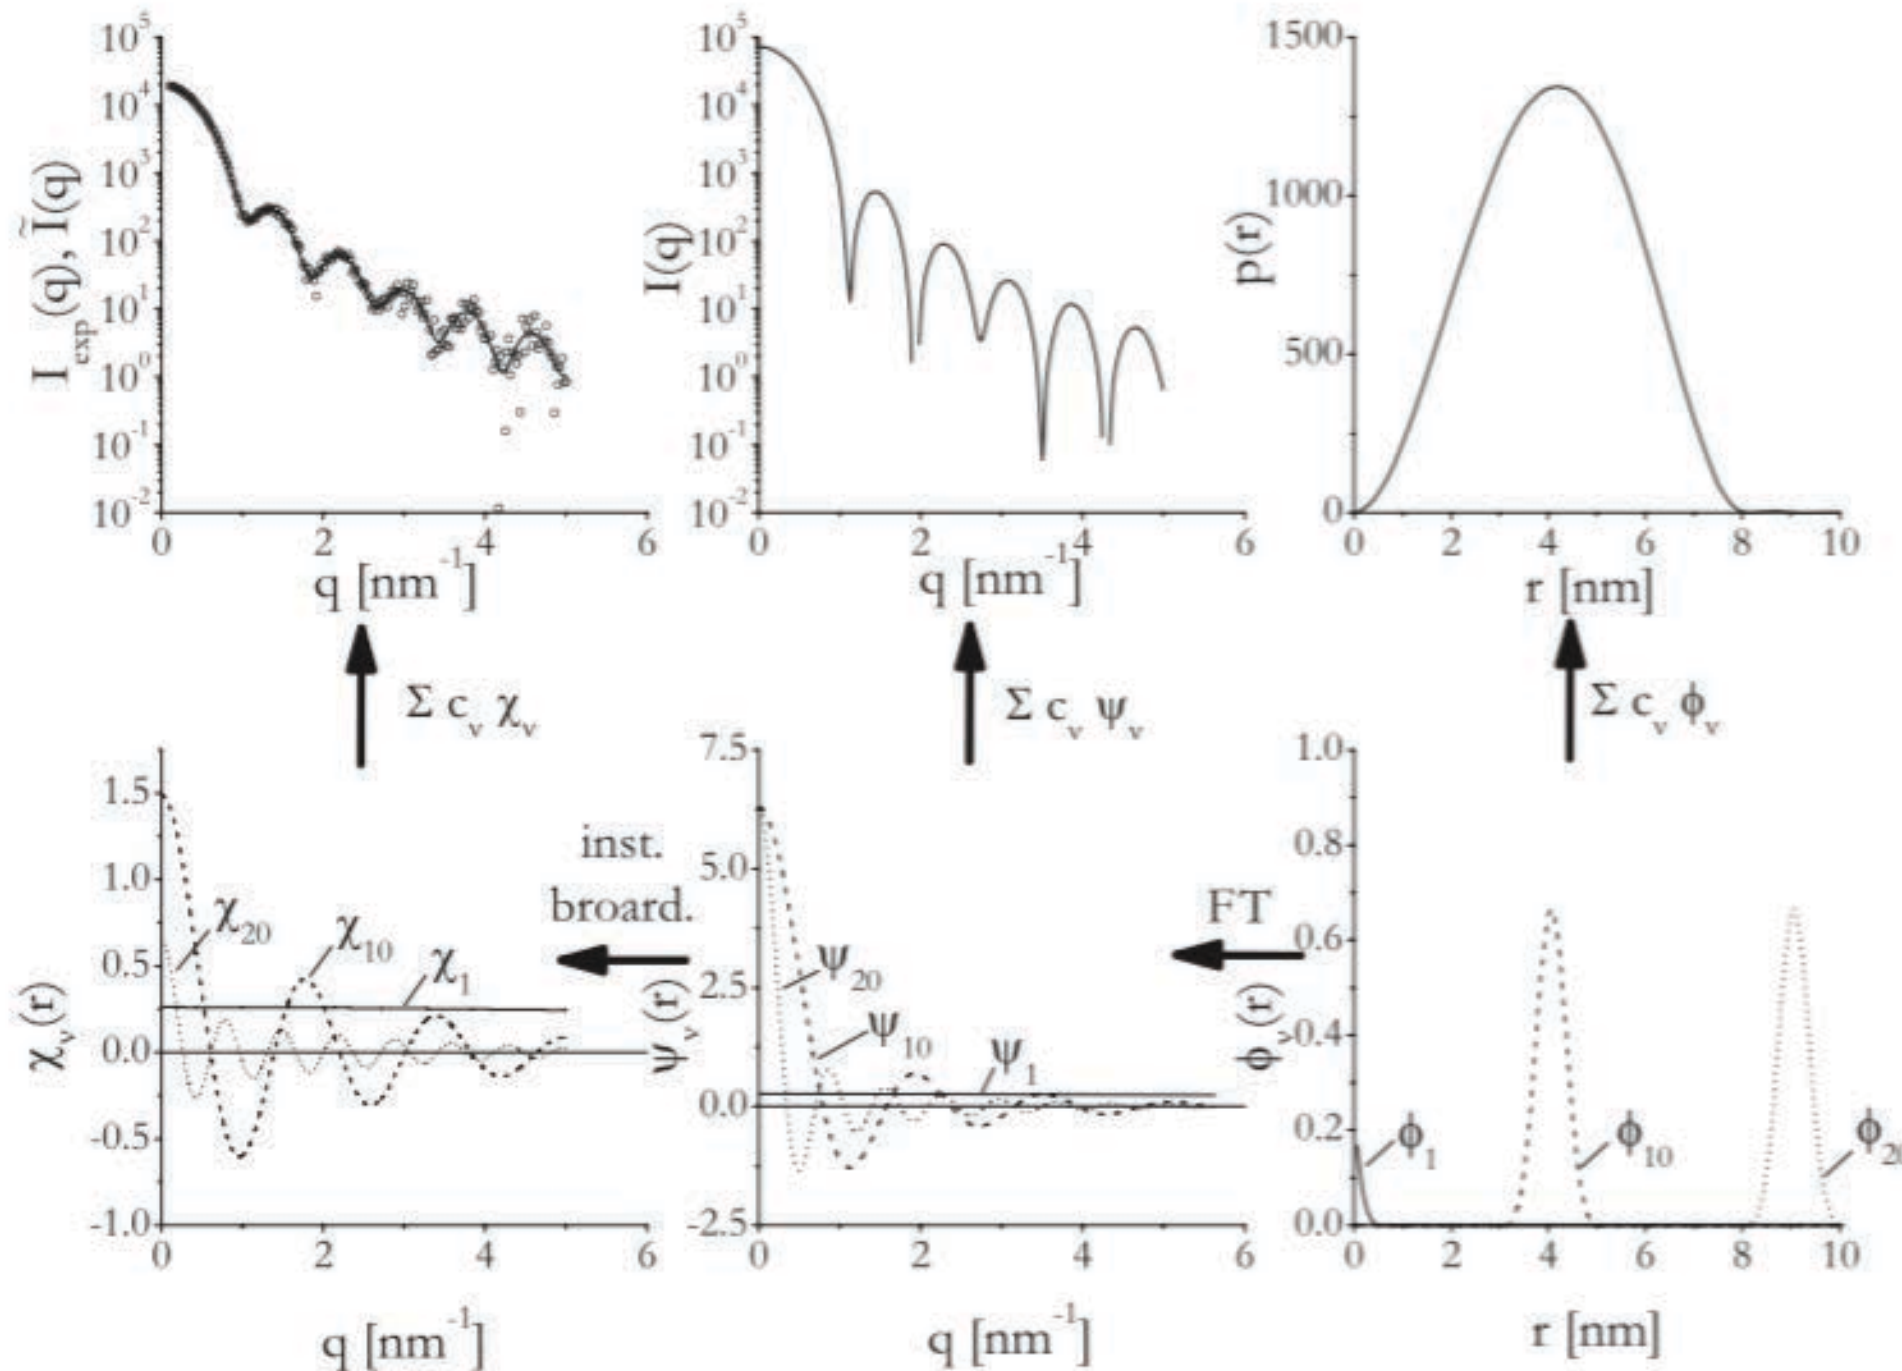 I_exp(q), Ĩ(q)
10^5
10^4
10^3
10^2
10^1
10^0
10^-1
10^-2
0 2 4 6
q [nm^-1]
I(q)
10^5
10^4
10^3
10^2
10^1
10^0
10^-1
10^-2
0 2 4 6
q [nm^-1]
p(r)
1500
1000
500
0
0 2 4 6 8 10
r [nm]
Σ c_ν χ_ν
Σ c_ν ψ_ν
Σ c_ν ϕ_ν
χ_ν(r)
1.5
1.0
0.5
0.0
-0.5
-1.0
χ_20
χ_10
χ_1
0 2 4 6
q [nm^-1]
inst.
broard.
ψ_ν(r)
7.5
5.0
2.5
0.0
-2.5
ψ_20
ψ_10
ψ_1
0 2 4 6
q [nm^-1]
FT
ϕ_ν(r)
1.0
0.8
0.6
0.4
0.2
0.0
ϕ_1
ϕ_10
ϕ_20
0 2 4 6 8 10
r [nm]